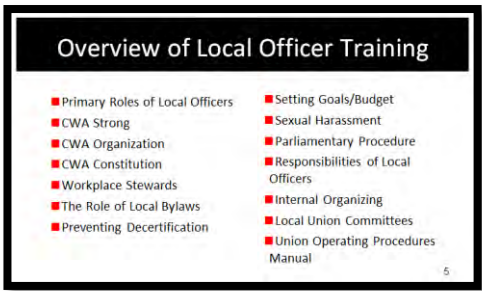 Overview of Local Officer Training
Primary Roles of Local Officers
CWA Strong
CWA Organization
CWA Constitution
Workplace Stewards
The Role of Local Bylaws
Preventing Decertification
Setting Goals/Budget
Sexual Harassment
Parliamentary Procedure
Responsibilities of Local
Officers
Internal Organizing
Local Union Committees
Union Operating Procedures
Manual
5